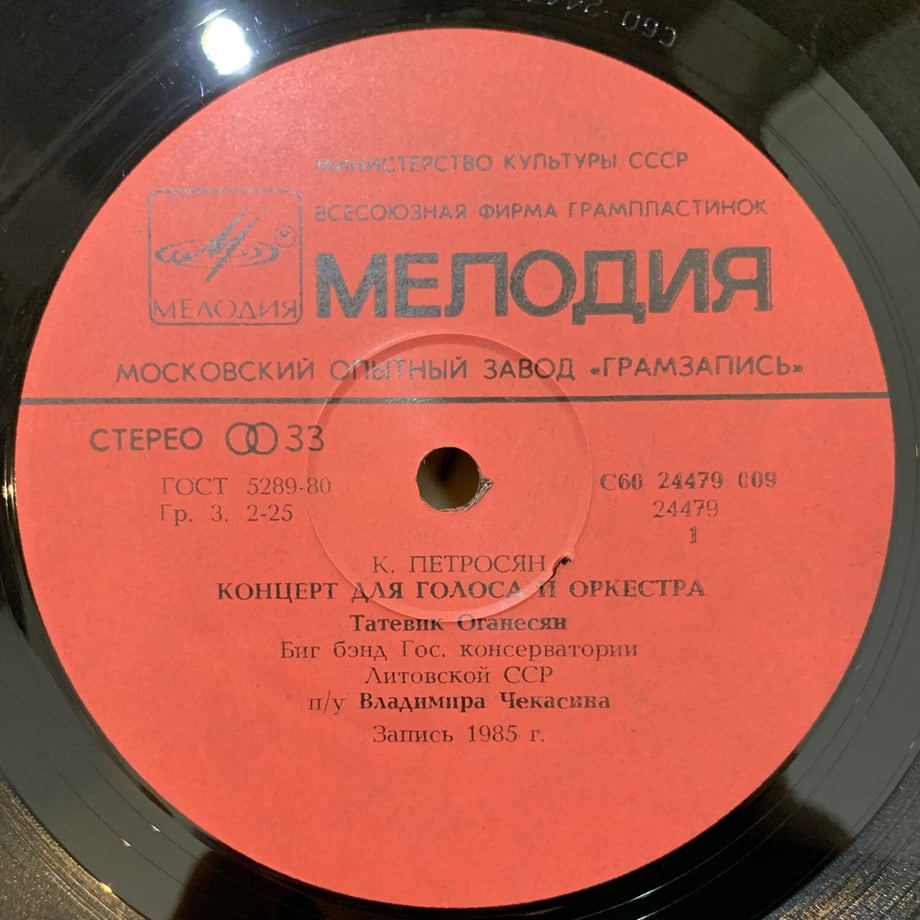 С60-244
МИНИСТЕРСТВО КУЛЬТУРЫ СССР
ВСЕСОЮЗНАЯ ФИРМА ГРАМПЛАСТИНОК
МЕЛОДИЯ ®
МЕЛОДИЯ
МОСКОВСКИЙ ОПЫТНЫЙ ЗАВОД «ГРАМЗАПИСЬ»
СТЕРЕО 33
ГОСТ 5289-80
Гр. 3. 2-25
С60 24479 009
24479
1
К. ПЕТРОСЯН
КОНЦЕРТ ДЛЯ ГОЛОСА И ОРКЕСТРА
Татевик Оганесян
Биг бэнд Гос. консерватории
Литовской ССР
п/у Владимира Чекасина
Запись 1985 г.